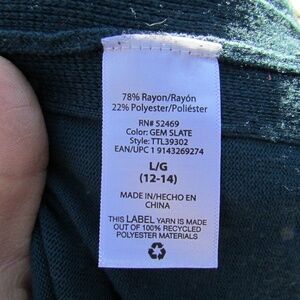 78% Rayon/Rayón
22% Polyester/Poliéster
RN# 52469
Color: GEM SLATE
Style: TTL39302
EAN/UPC 1 9143269274
L/G
(12-14)
MADE IN/HECHO EN
CHINA
THIS LABEL YARN IS MADE
OUT OF 100% RECYCLED
POLYESTER MATERIALS